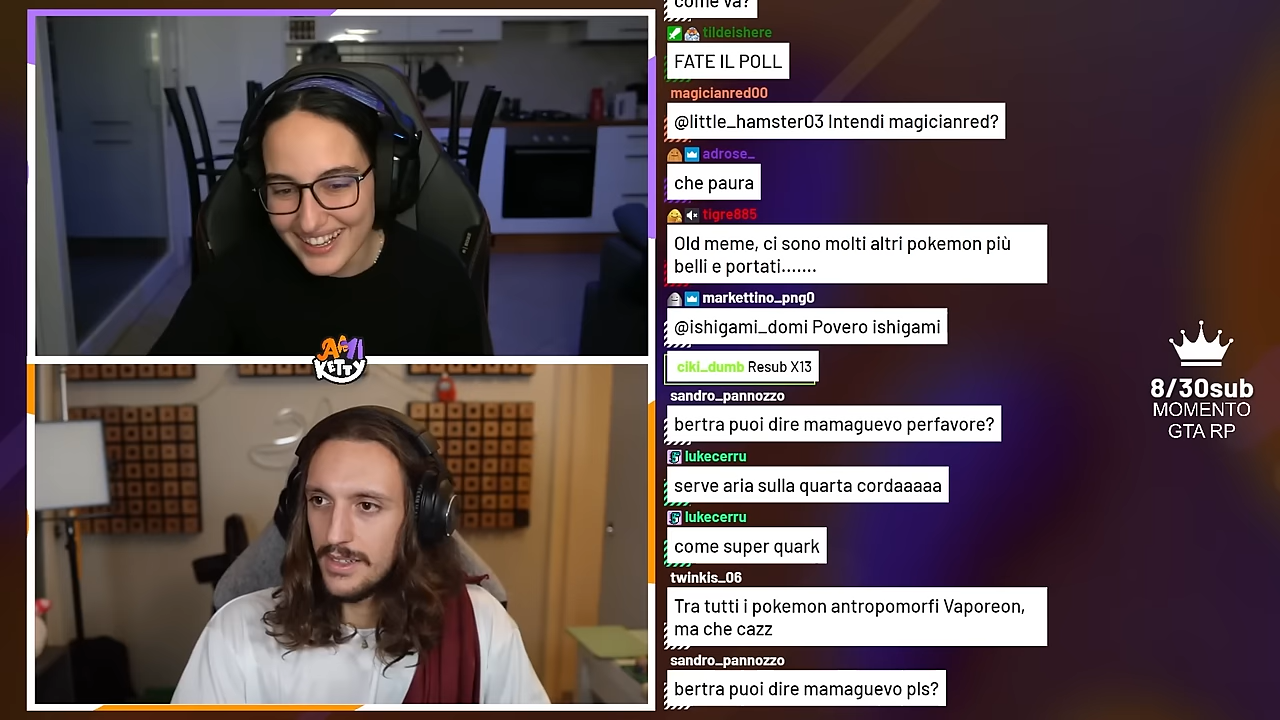 come va?
tildeishere
FATE IL POLL
magicianred00
@little_hamster03 Intendi magicianred?
adrose_
che paura
tigre885
Old meme, ci sono molti altri pokemon più
belli e portati.......
markettino_png0
@ishigami_domi Povero ishigami
ciki_dumb Resub X13
sandro_pannozzo
bertra puoi dire mamaguevo perfavore?
lukecerru
serve aria sulla quarta cordaaaaa
lukecerru
come super quark
twinkis_06
Tra tutti i pokemon antropomorfi Vaporeon,
ma che cazz
sandro_pannozzo
bertra puoi dire mamaguevo pls?
8/30sub
MOMENTO
GTA RP
AMI
KETTY